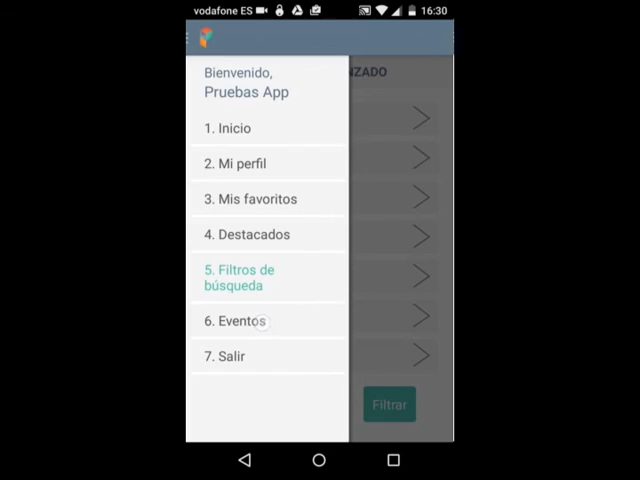 vodafone ES 16:30
Bienvenido,
Pruebas App
NZADO
1. Inicio
2. Mi perfil
3. Mis favoritos
4. Destacados
5. Filtros de
búsqueda
6. Eventos
7. Salir
Filtrar